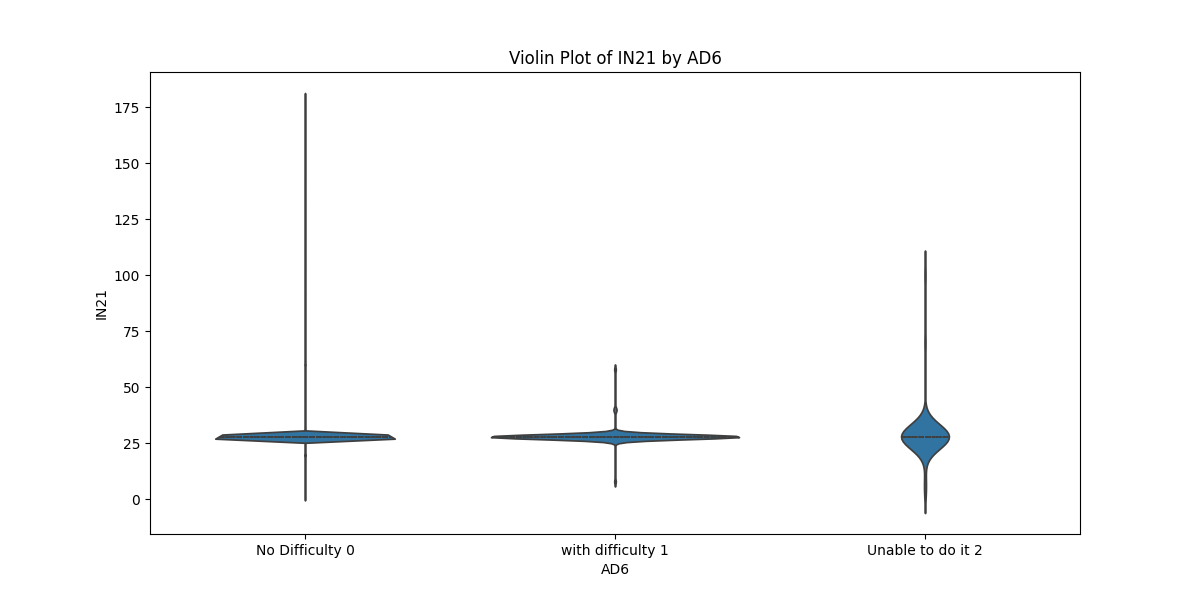 Violin Plot of IN21 by AD6
175
150
125
100
75
50
25
0
IN21
No Difficulty 0
with difficulty 1
Unable to do it 2
AD6